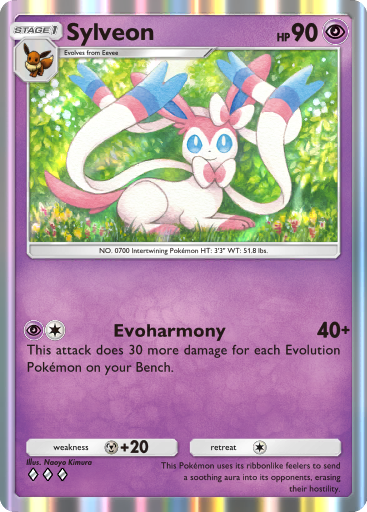 STAGE 1
Sylveon
HP 90
Evolves from Eevee
NO. 0700 Intertwining Pokémon HT: 3'3" WT: 51.8 lbs.
Evoharmony 40+
This attack does 30 more damage for each Evolution
Pokémon on your Bench.
weakness +20
retreat
Illus. Naoyo Kimura
This Pokémon uses its ribbonlike feelers to send
a soothing aura into its opponents, erasing
their hostility.